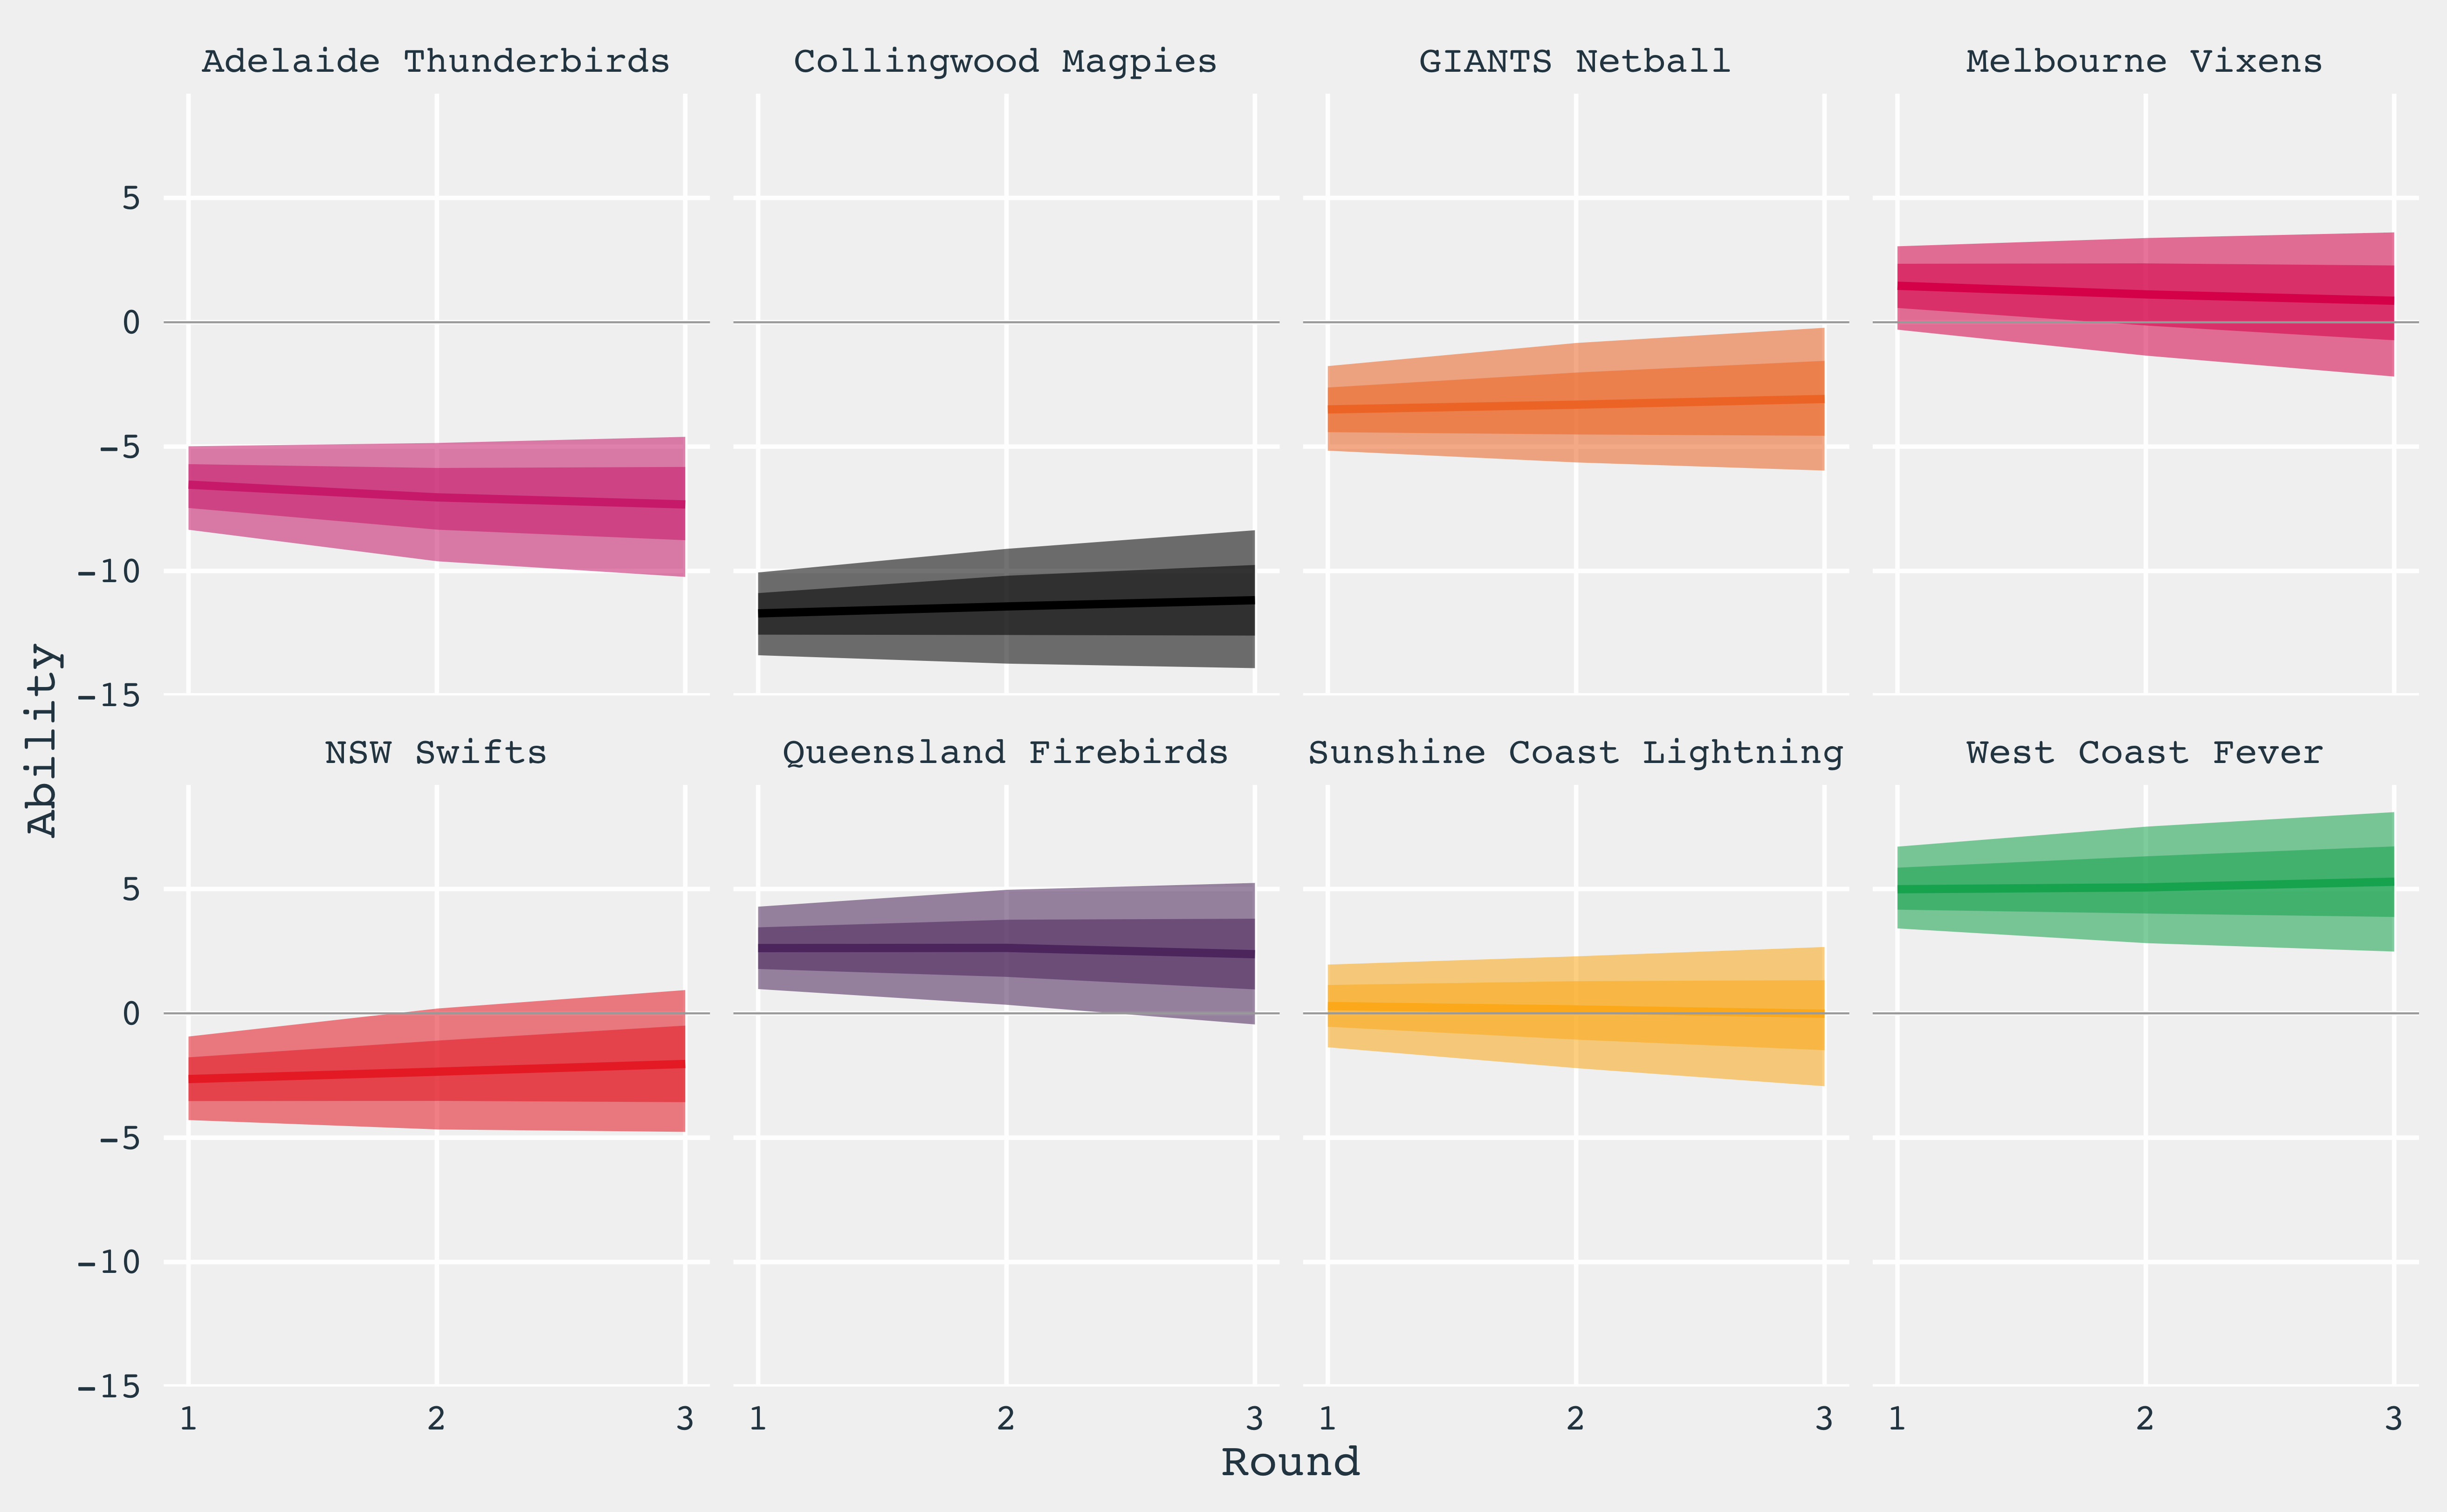 Adelaide Thunderbirds Collingwood Magpies GIANTS Netball Melbourne Vixens
5
0
-5
-10
-15
Ability
NSW Swifts Queensland Firebirds Sunshine Coast Lightning West Coast Fever
5
0
-5
-10
-15
1 2 3 1 2 3 1 2 3 1 2 3
Round